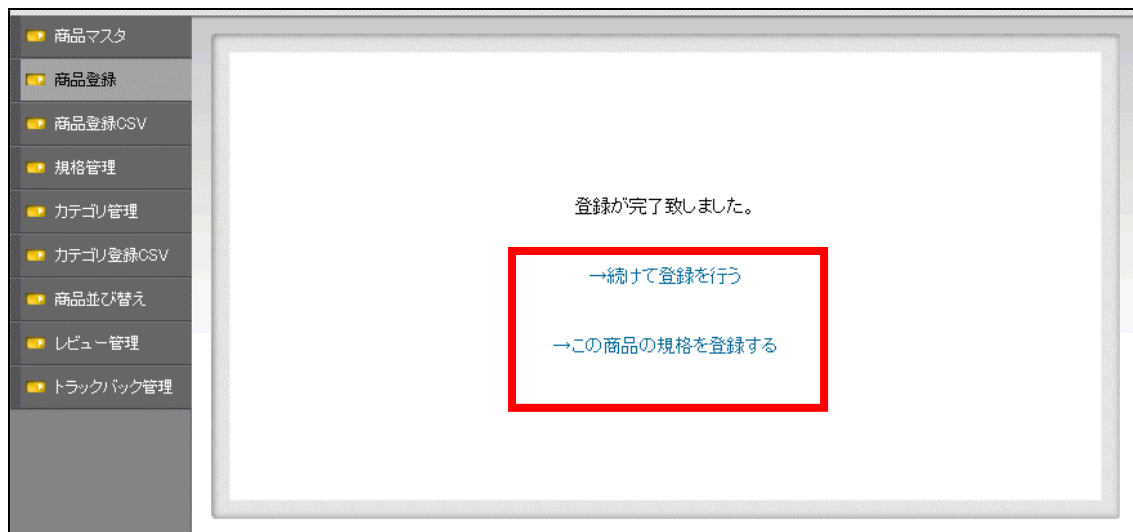 商品マスタ
商品登録
商品登録CSV
規格管理
カテゴリ管理
カテゴリ登録CSV
商品並び替え
レビュー管理
トラックバック管理
登録が完了致しました。
→続けて登録を行う
→この商品の規格を登録する